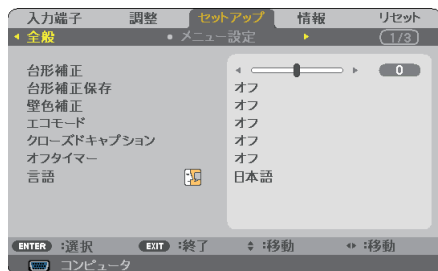 入力端子 調整 セットアップ 情報 リセット
全般 メニュー設定 1/3
台形補正 0
台形補正保存 オフ
壁色補正 オフ
エコモード オフ
クローズドキャプション オフ
オフタイマー オフ
言語 日本語
ENTER :選択 EXIT :終了 :移動 :移動
コンピュータ